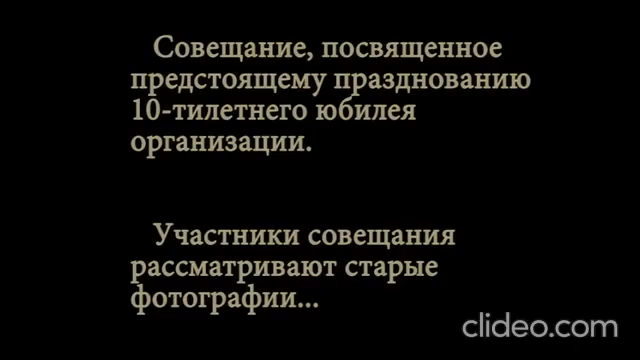 Совещание, посвященное
предстоящему празднованию
10-тилетнего юбилея
организации.
Участники совещания
рассматривают старые
фотографии...
clideo.com